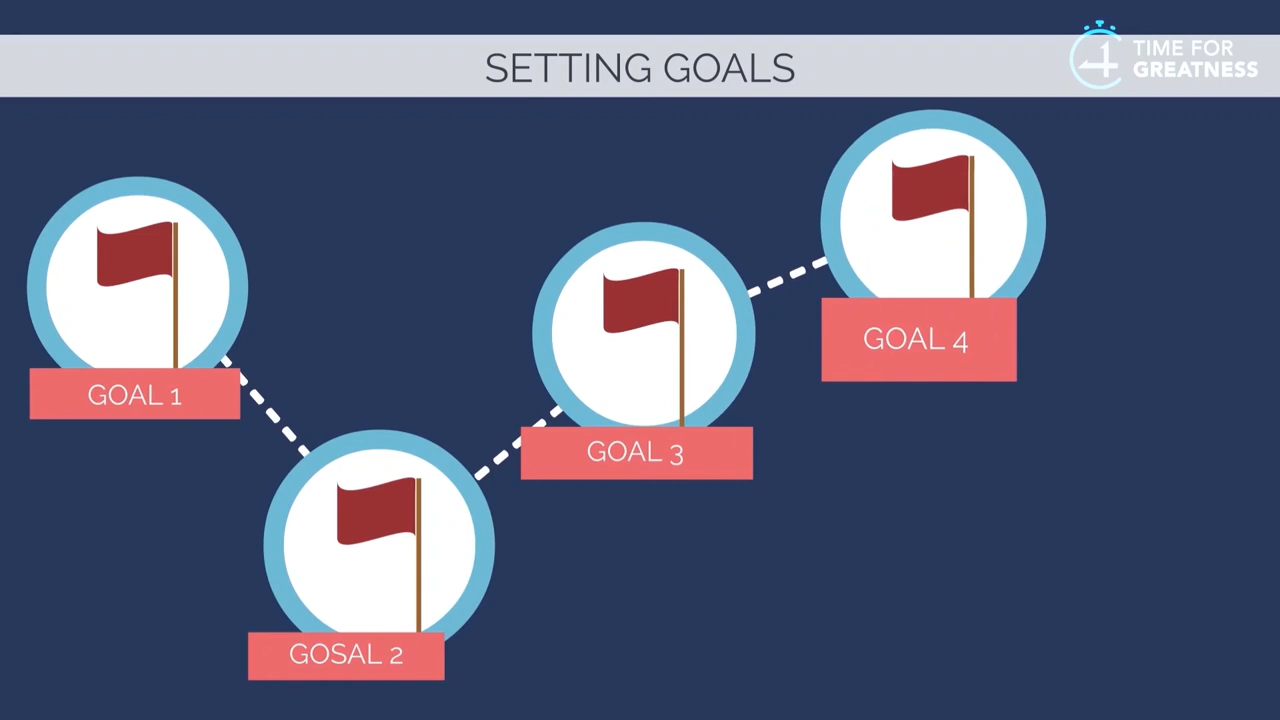 SETTING GOALS
TIME FOR
GREATNESS
GOAL 1
GOSAL 2
GOAL 3
GOAL 4